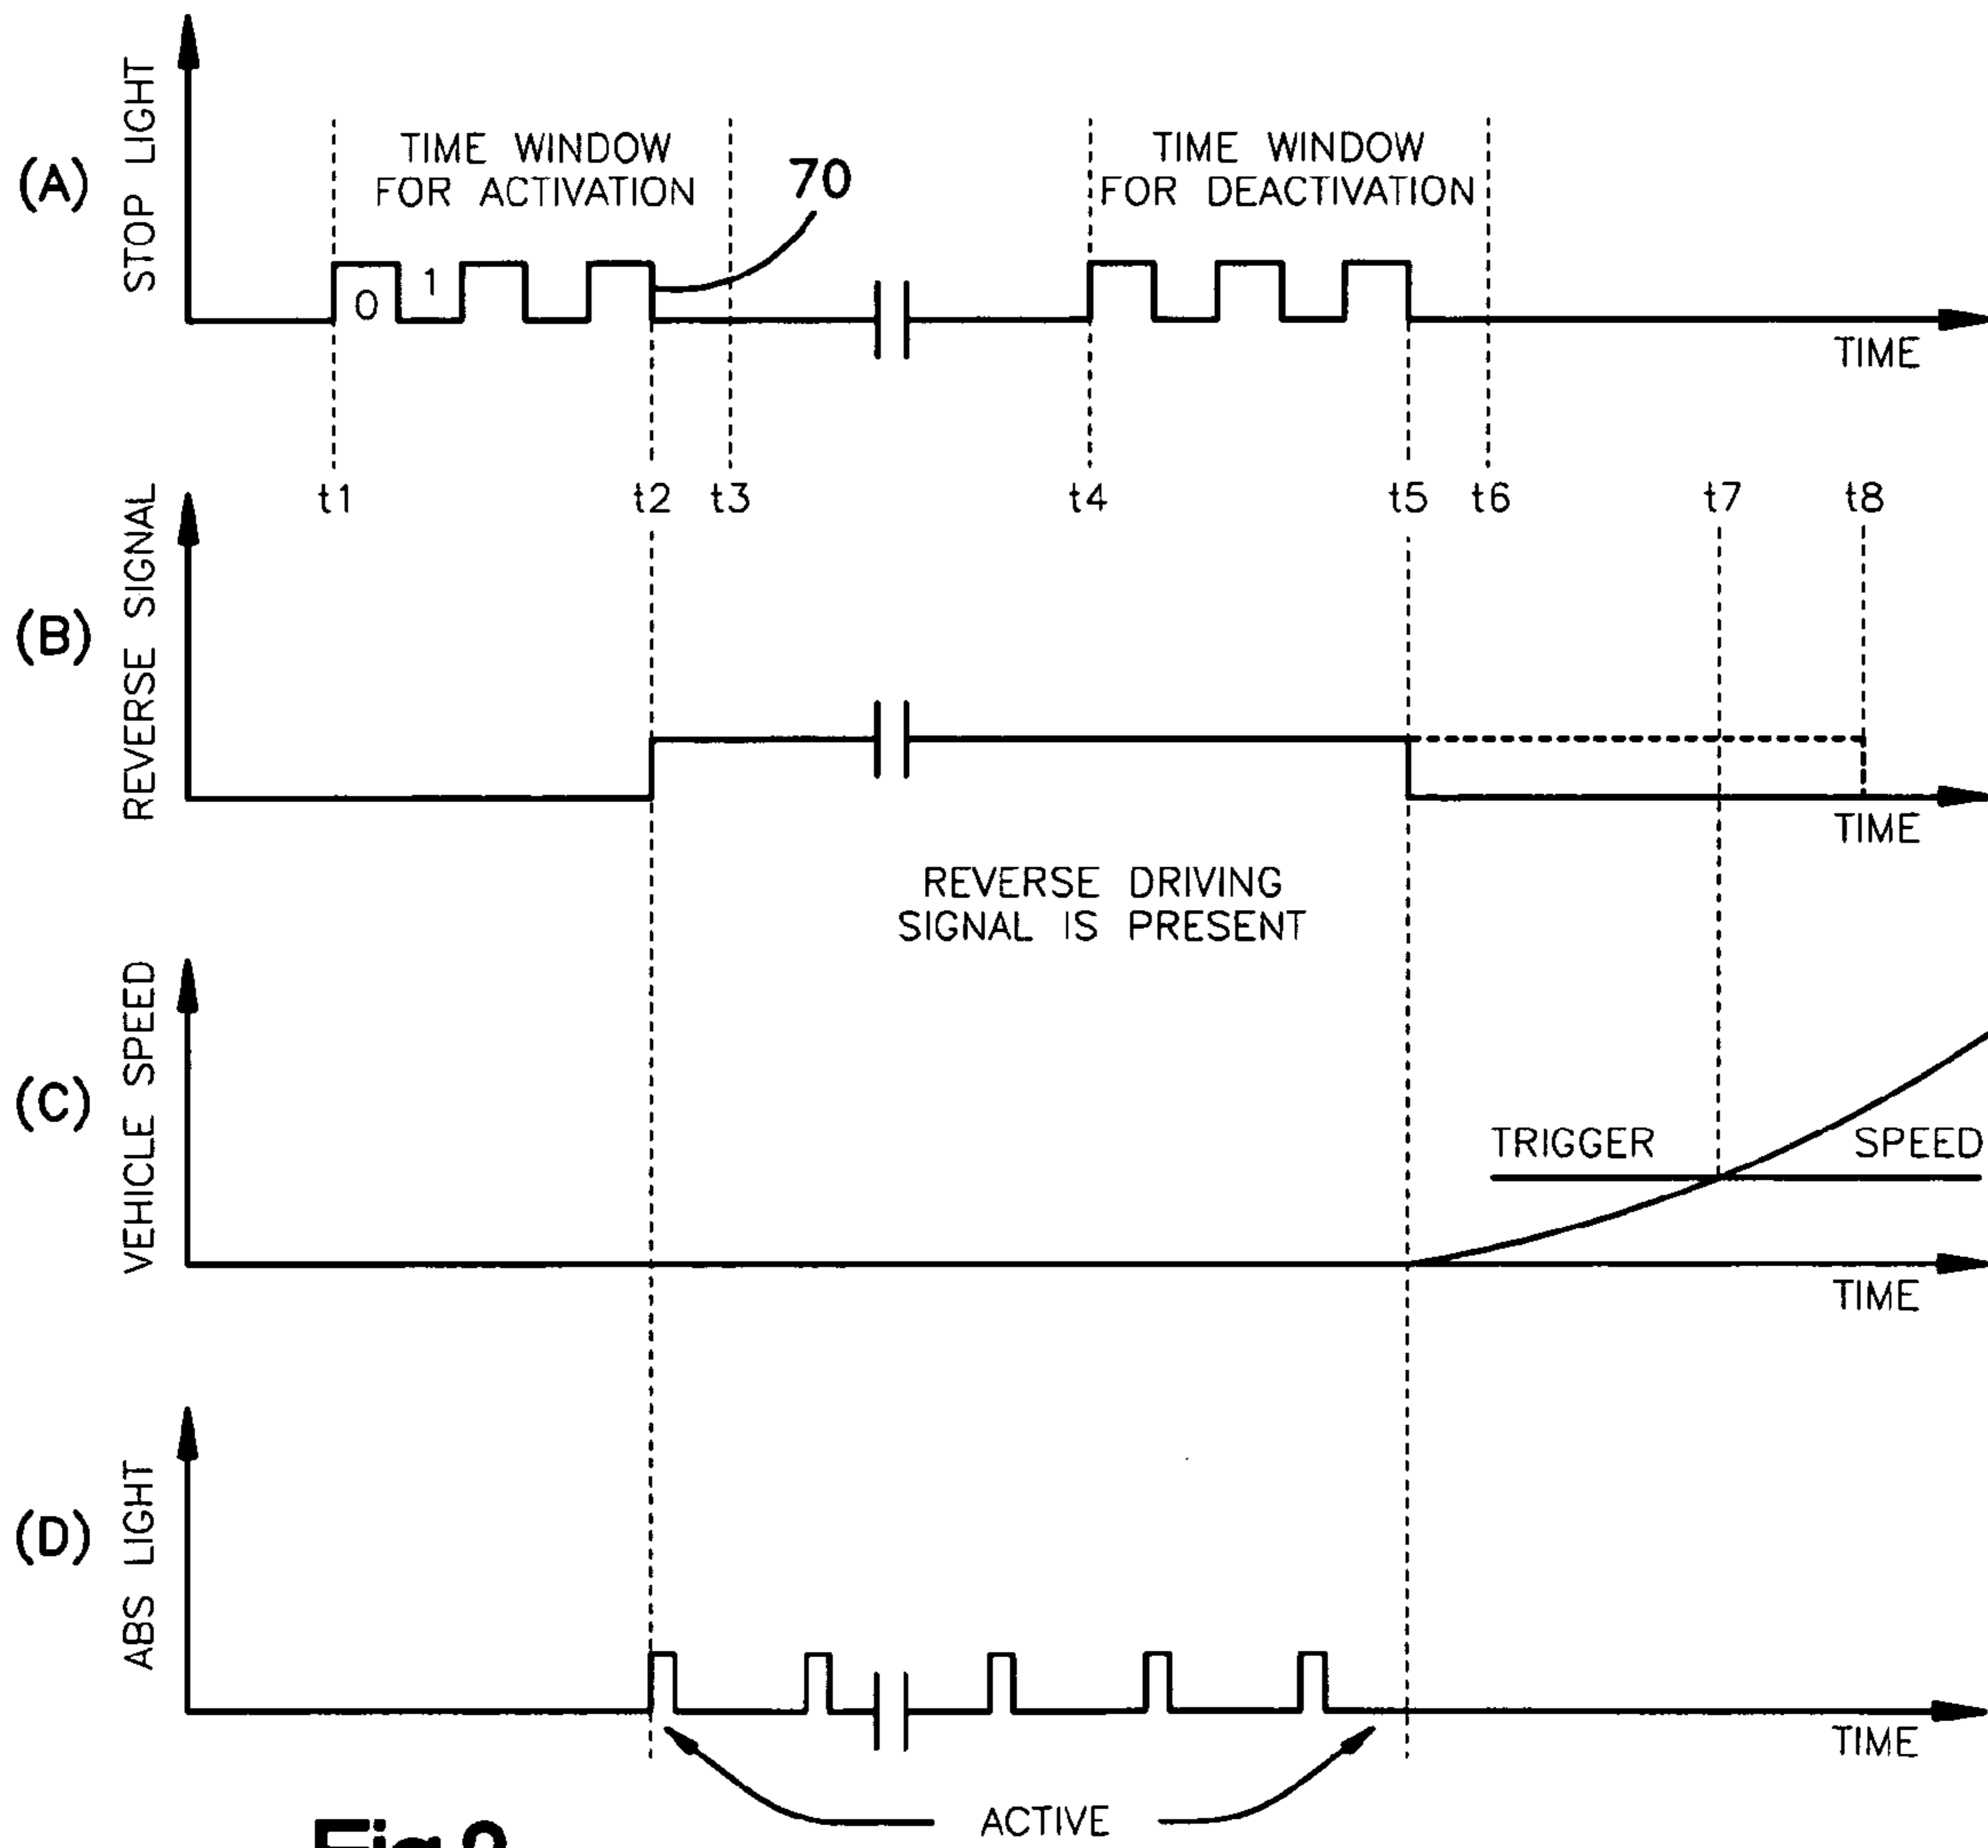 (A)
STOP LIGHT
TIME WINDOW
FOR ACTIVATION
70
TIME WINDOW
FOR DEACTIVATION
0
1
TIME
t1
t2
t3
t4
t5
t6
t7
t8
(B)
REVERSE SIGNAL
TIME
REVERSE DRIVING
SIGNAL IS PRESENT
(C)
VEHICLE SPEED
TRIGGER SPEED
TIME
(D)
ABS LIGHT
TIME
ACTIVE